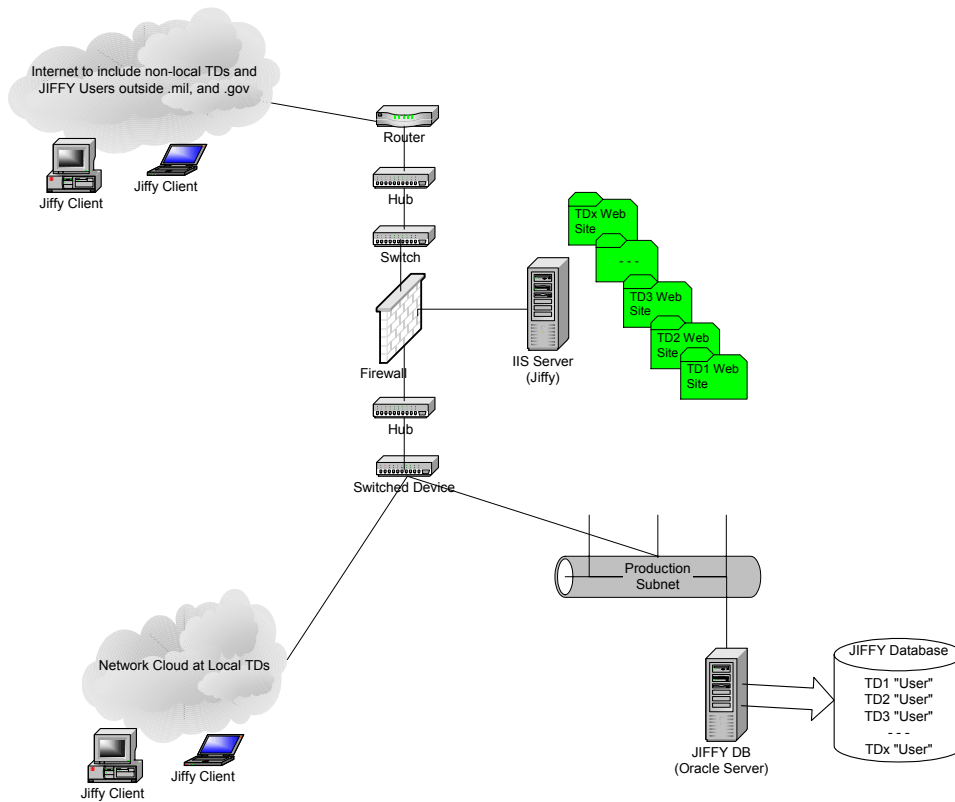 Internet to include non-local TDs and
JIFFY Users outside .mil, and .gov
Jiffy Client
Jiffy Client
Router
Hub
Switch
Firewall
IIS Server
(Jiffy)
TDx Web
Site
- - -
TD3 Web
Site
TD2 Web
Site
TD1 Web
Site
Hub
Switched Device
Production
Subnet
Network Cloud at Local TDs
Jiffy Client
Jiffy Client
JIFFY DB
(Oracle Server)
JIFFY Database
TD1 "User"
TD2 "User"
TD3 "User"
- - -
TDx "User"